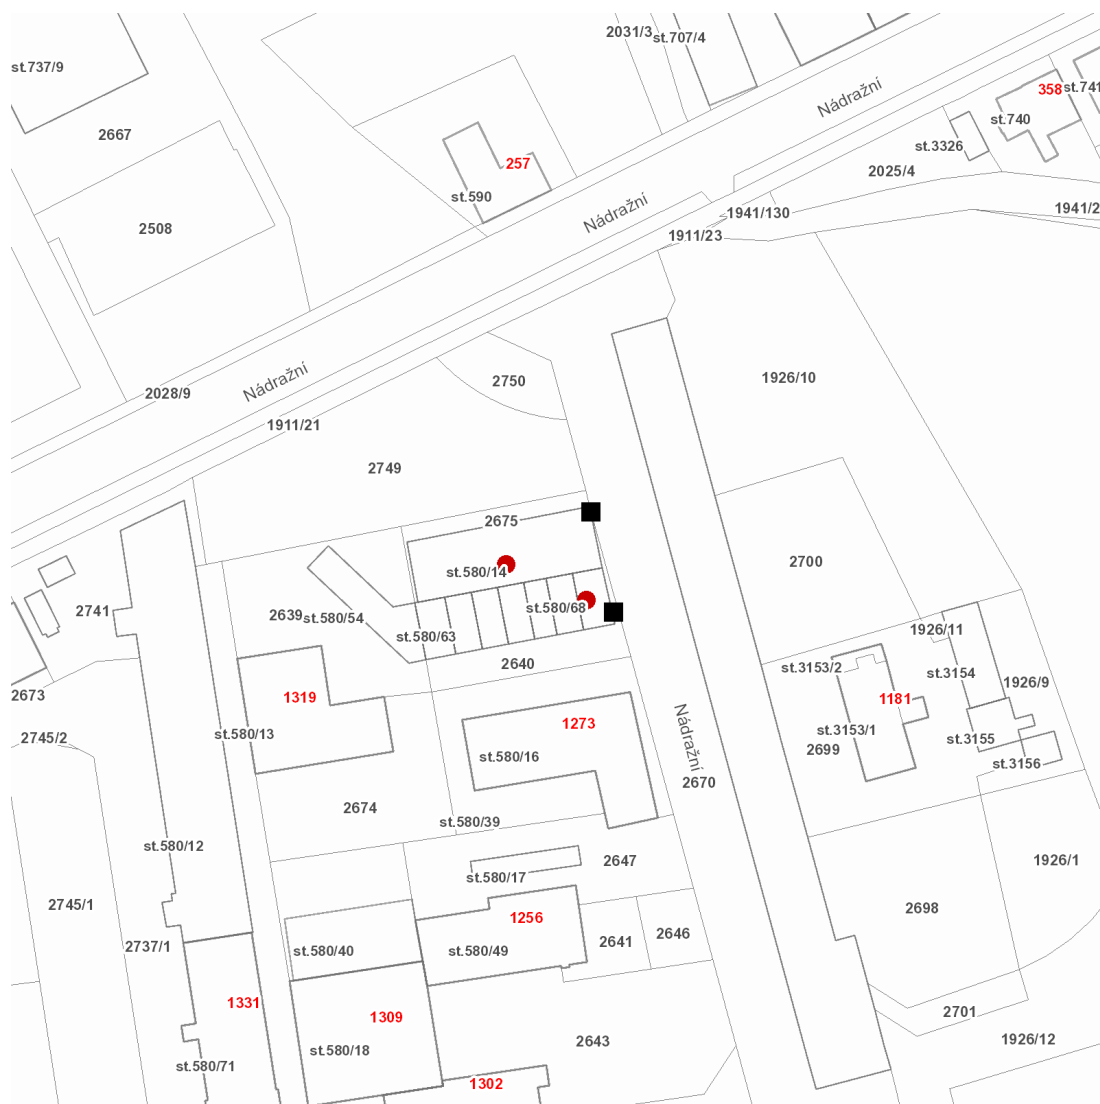 2031/3
st.707/4
st.737/9
358
st.741
Nádražní
st.740
2667
st.3326
257
2025/4
st.590
Nádražní
1941/130
1941/2
2508
1911/23
Nádražní
2750
1926/10
2028/9
1911/21
2749
2675
2700
st.580/14
st.580/68
2741
2639
st.580/54
1926/11
st.580/63
2640
st.3153/2
st.3154
1926/9
2673
1319
1181
1273
st.580/13
Nádražní
st.3153/1
2745/2
2699
st.3155
st.580/16
st.3156
2670
2674
st.580/39
st.580/12
2647
1926/1
st.580/17
2745/1
2698
1256
2646
2641
2737/1
st.580/40
st.580/49
1331
2701
1309
2643
1926/12
st.580/18
st.580/71
1302